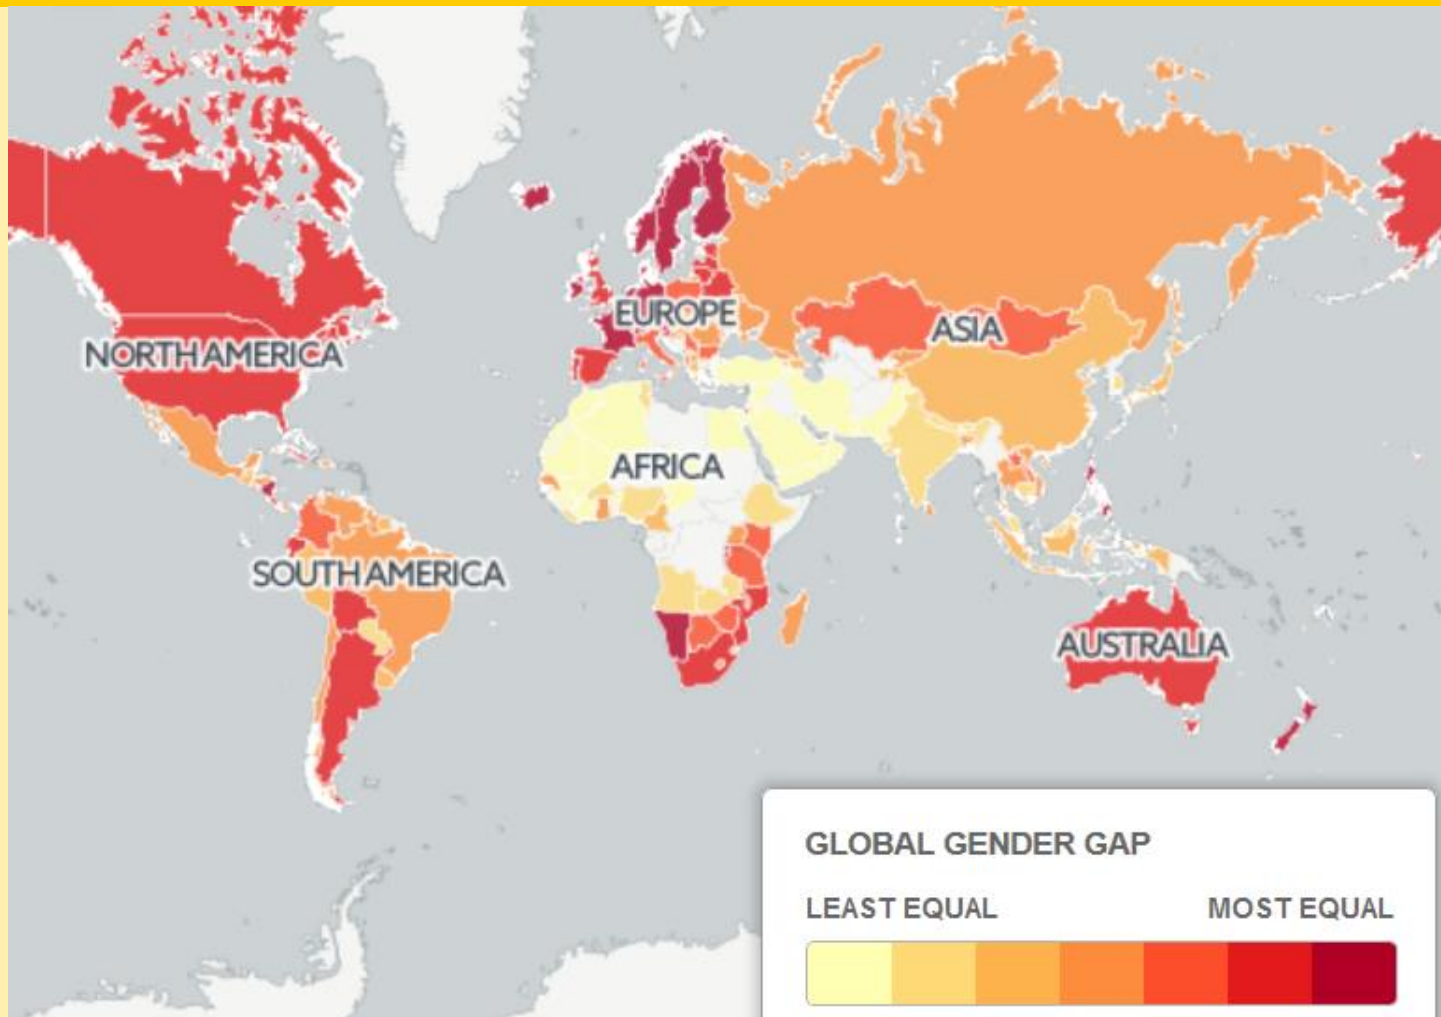 EUROPE
ASIA
NORTH AMERICA
AFRICA
SOUTH AMERICA
AUSTRALIA
GLOBAL GENDER GAP
LEAST EQUAL
MOST EQUAL